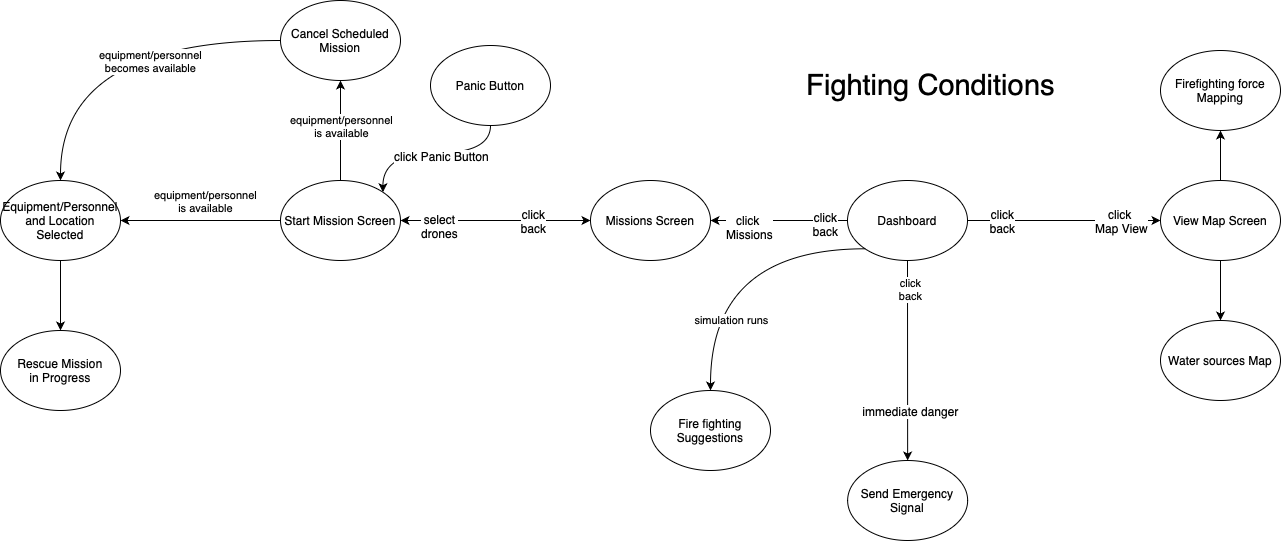 Cancel Scheduled
Mission
equipment/personnel
becomes available
Panic Button
Fighting Conditions
Firefighting force
Mapping
equipment/personnel
is available
click Panic Button
equipment/personnel
is available
Equipment/Personnel
and Location
Selected
Start Mission Screen
select
drones
click
back
Missions Screen
click
Missions
click
back
Dashboard
click
back
click
Map View
View Map Screen
click
back
simulation runs
Rescue Mission
in Progress
Water sources Map
immediate danger
Fire fighting
Suggestions
Send Emergency
Signal